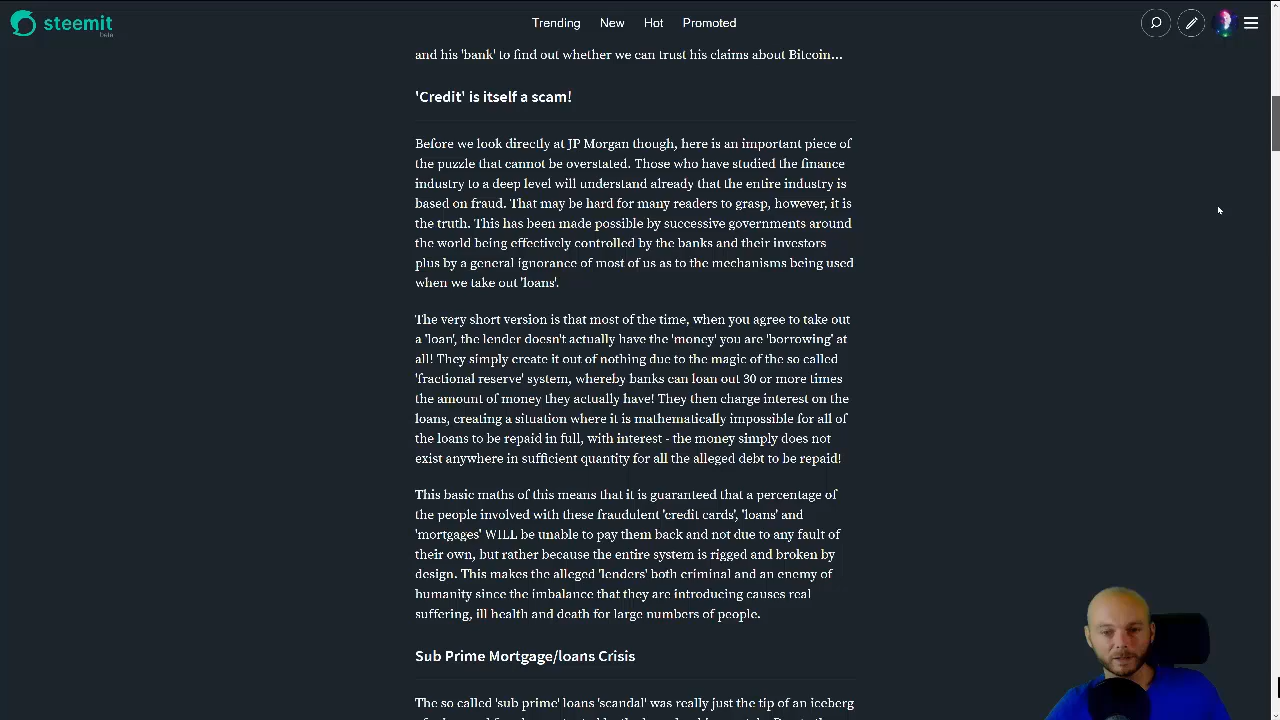 steemit
beta
Trending New Hot Promoted
and his 'bank' to find out whether we can trust his claims about Bitcoin...
'Credit' is itself a scam!
Before we look directly at JP Morgan though, here is an important piece of
the puzzle that cannot be overstated. Those who have studied the finance
industry to a deep level will understand already that the entire industry is
based on fraud. That may be hard for many readers to grasp, however, it is
the truth. This has been made possible by successive governments around
the world being effectively controlled by the banks and their investors
plus by a general ignorance of most of us as to the mechanisms being used
when we take out 'loans'.
The very short version is that most of the time, when you agree to take out
a 'loan', the lender doesn't actually have the 'money' you are 'borrowing' at
all! They simply create it out of nothing due to the magic of the so called
'fractional reserve' system, whereby banks can loan out 30 or more times
the amount of money they actually have! They then charge interest on the
loans, creating a situation where it is mathematically impossible for all of
the loans to be repaid in full, with interest - the money simply does not
exist anywhere in sufficient quantity for all the alleged debt to be repaid!
This basic maths of this means that it is guaranteed that a percentage of
the people involved with these fraudulent 'credit cards', 'loans' and
'mortgages' WILL be unable to pay them back and not due to any fault of
their own, but rather because the entire system is rigged and broken by
design. This makes the alleged 'lenders' both criminal and an enemy of
humanity since the imbalance that they are introducing causes real
suffering, ill health and death for large numbers of people.
Sub Prime Mortgage/loans Crisis
The so called 'sub prime' loans 'scandal' was really just the tip of an iceberg